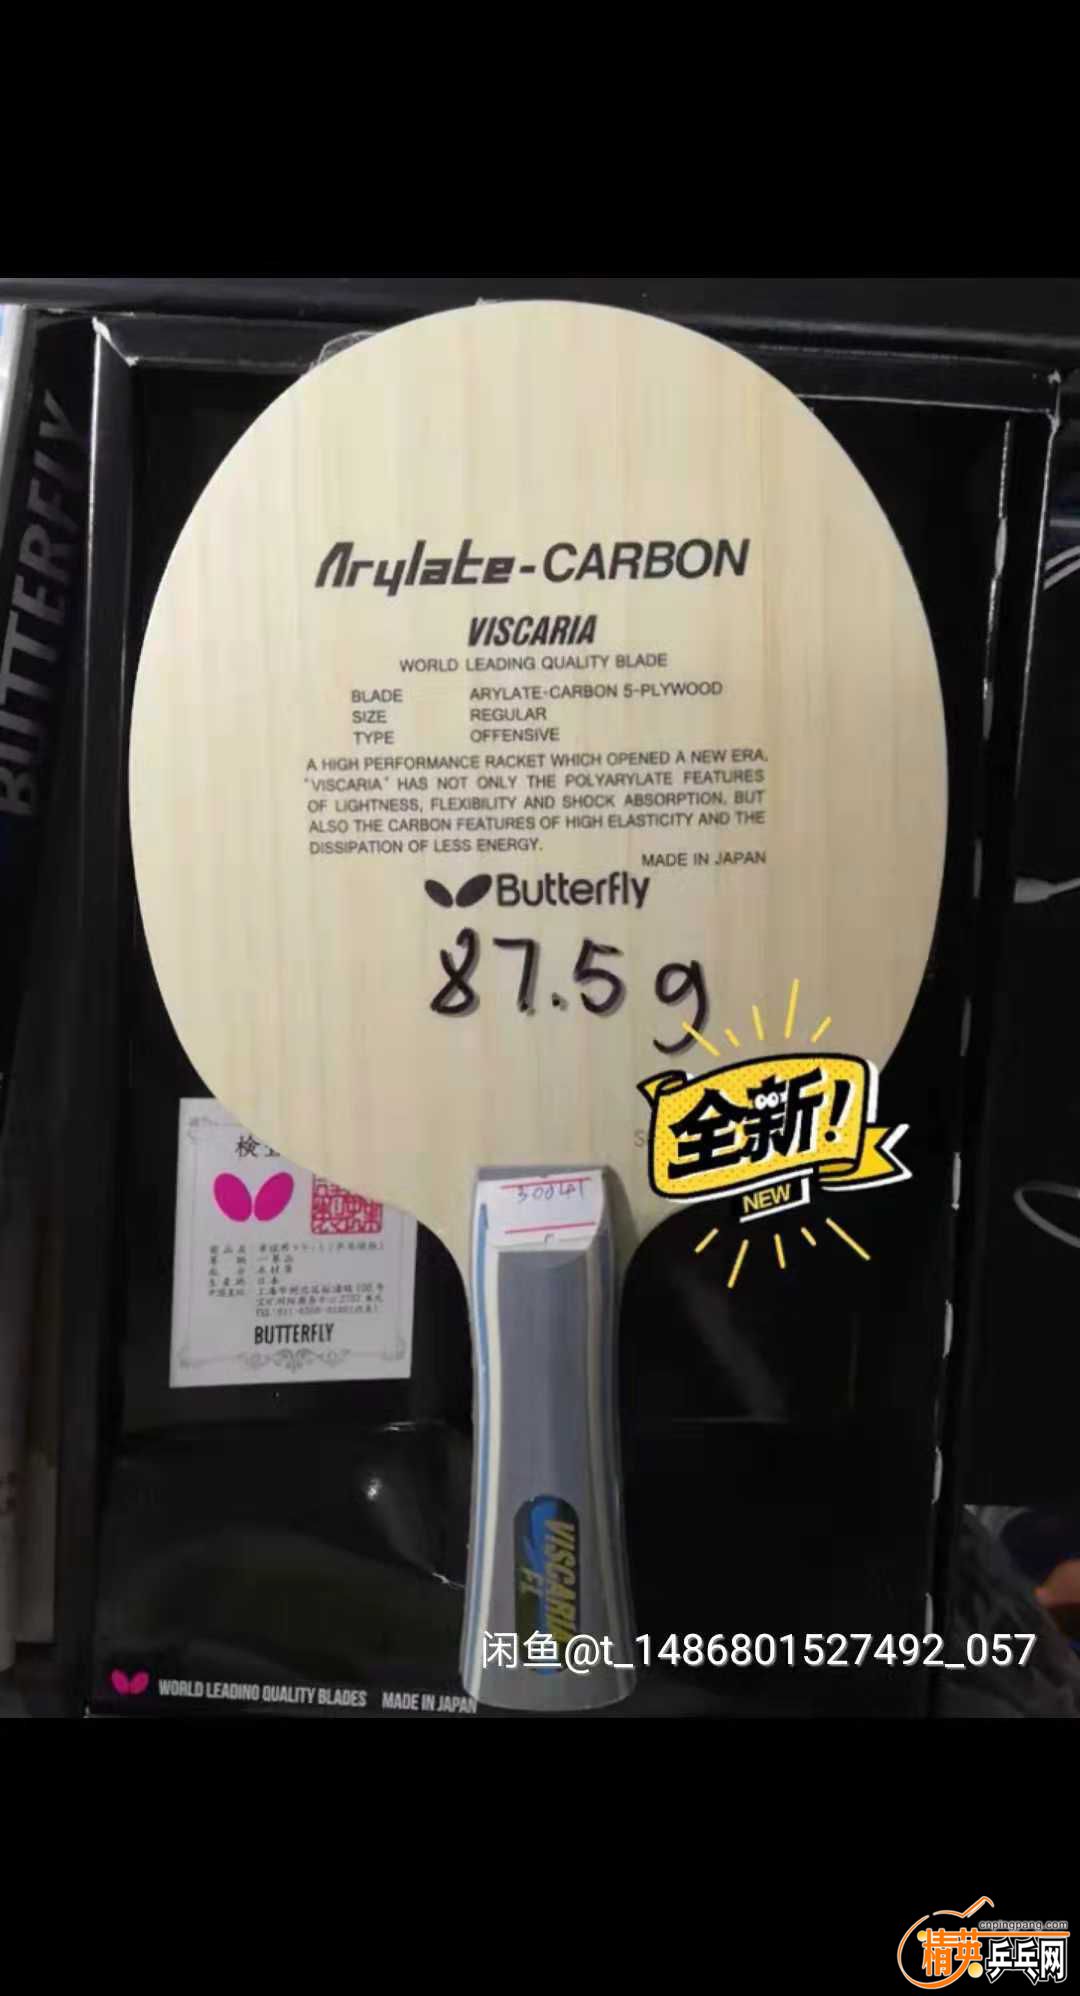 BUTTERFLY
Arylate-CARBON
VISCARIA
WORLD LEADING QUALITY BLADE
BLADE ARYLATE-CARBON 5-PLYWOOD
SIZE REGULAR
TYPE OFFENSIVE
A HIGH PERFORMANCE RACKET WHICH OPENED A NEW ERA.
"VISCARIA" HAS NOT ONLY THE POLYARYLATE FEATURES
OF LIGHTNESS, FLEXIBILITY AND SHOCK ABSORPTION, BUT
ALSO THE CARBON FEATURES OF HIGH ELASTICITY AND THE
DISSIPATION OF LESS ENERGY.
MADE IN JAPAN
Butterfly
87.5g
全新!
NEW
検
BUTTERFLY
VISCARIA
FL
闲鱼@t_1486801527492_057
WORLD LEADING QUALITY BLADES MADE IN JAPAN
cnpingpang.com
精英乒乓网